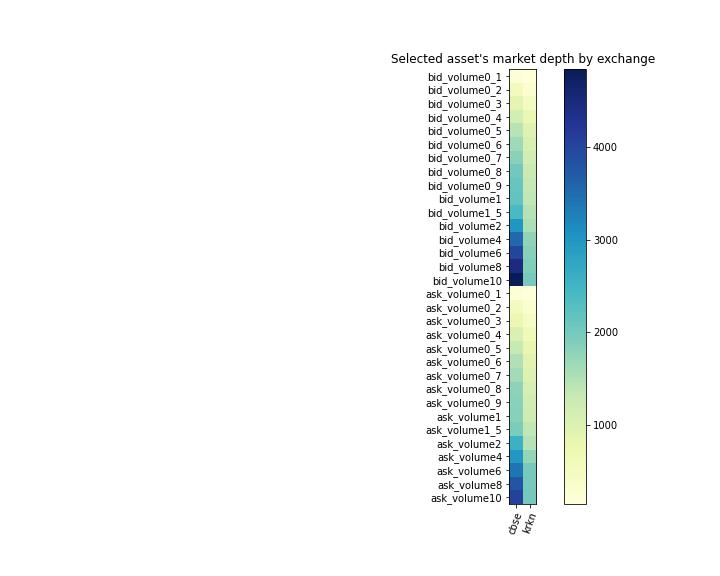 Selected asset's market depth by exchange
bid_volume0_1
bid_volume0_2
bid_volume0_3
bid_volume0_4
bid_volume0_5
bid_volume0_6
bid_volume0_7
bid_volume0_8
bid_volume0_9
bid_volume1
bid_volume1_5
bid_volume2
bid_volume4
bid_volume6
bid_volume8
bid_volume10
ask_volume0_1
ask_volume0_2
ask_volume0_3
ask_volume0_4
ask_volume0_5
ask_volume0_6
ask_volume0_7
ask_volume0_8
ask_volume0_9
ask_volume1
ask_volume1_5
ask_volume2
ask_volume4
ask_volume6
ask_volume8
ask_volume10
cbse
krkn
4000
3000
2000
1000